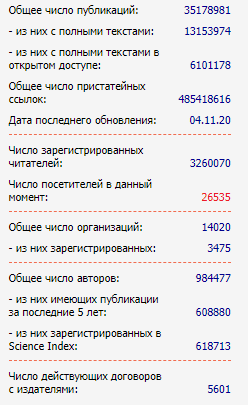 Общее число публикаций: 35178981
- из них с полными текстами: 13153974
- из них с полными текстами в
открытом доступе: 6101178
Общее число пристатейных
ссылок: 485418616
Дата последнего обновления: 04.11.20
Число зарегистрированных
читателей: 3260070
Число посетителей в данный
момент: 26535
Общее число организаций: 14020
- из них зарегистрированных: 3475
Общее число авторов: 984477
- из них имеющих публикации
за последние 5 лет: 608880
- из них зарегистрированных в
Science Index: 618713
Число действующих договоров
с издателями: 5601